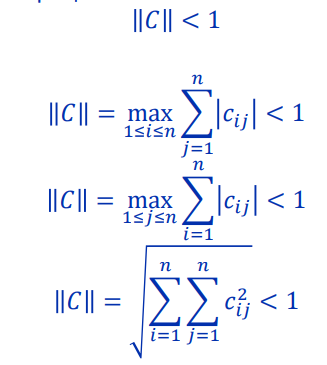 ‖C‖ < 1
‖C‖ = max_{1≤i≤n} ∑_{j=1}^{n} |c_{ij}| < 1
‖C‖ = max_{1≤j≤n} ∑_{i=1}^{n} |c_{ij}| < 1
‖C‖ = √(∑_{i=1}^{n} ∑_{j=1}^{n} c_{ij}^{2}) < 1